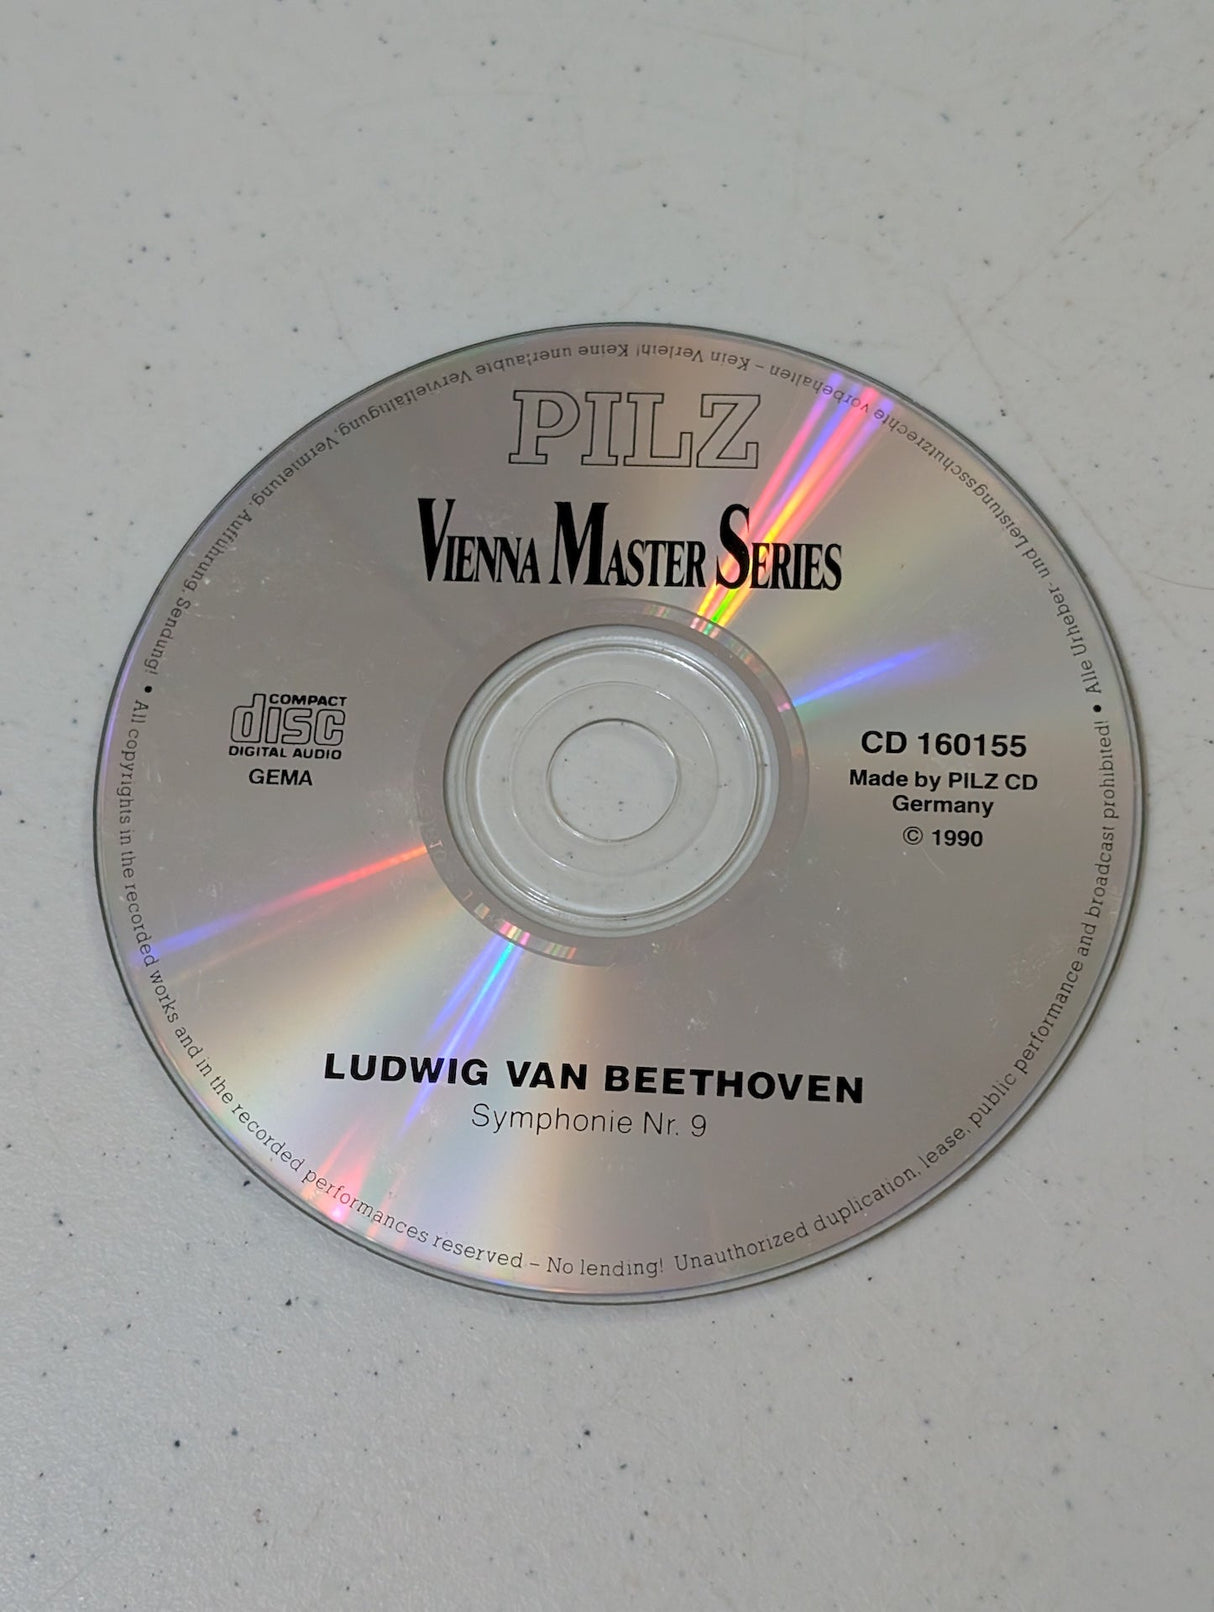 PILZ
VIENNA MASTER SERIES
COMPACT
disc
DIGITAL AUDIO
GEMA
CD 160155
Made by PILZ CD
Germany
© 1990
LUDWIG VAN BEETHOVEN
Symphonie Nr. 9
• Alle Urheber- und Leistungsschutzrechte vorbehalten – Kein Verleih! Keine unerlaubte Vervielfältigung, Vermietung, Aufführung, Sendung!
• All copyrights in the recorded works and in the recorded performances reserved – No lending! Unauthorized duplication, lease, public performance and broadcast prohibited!